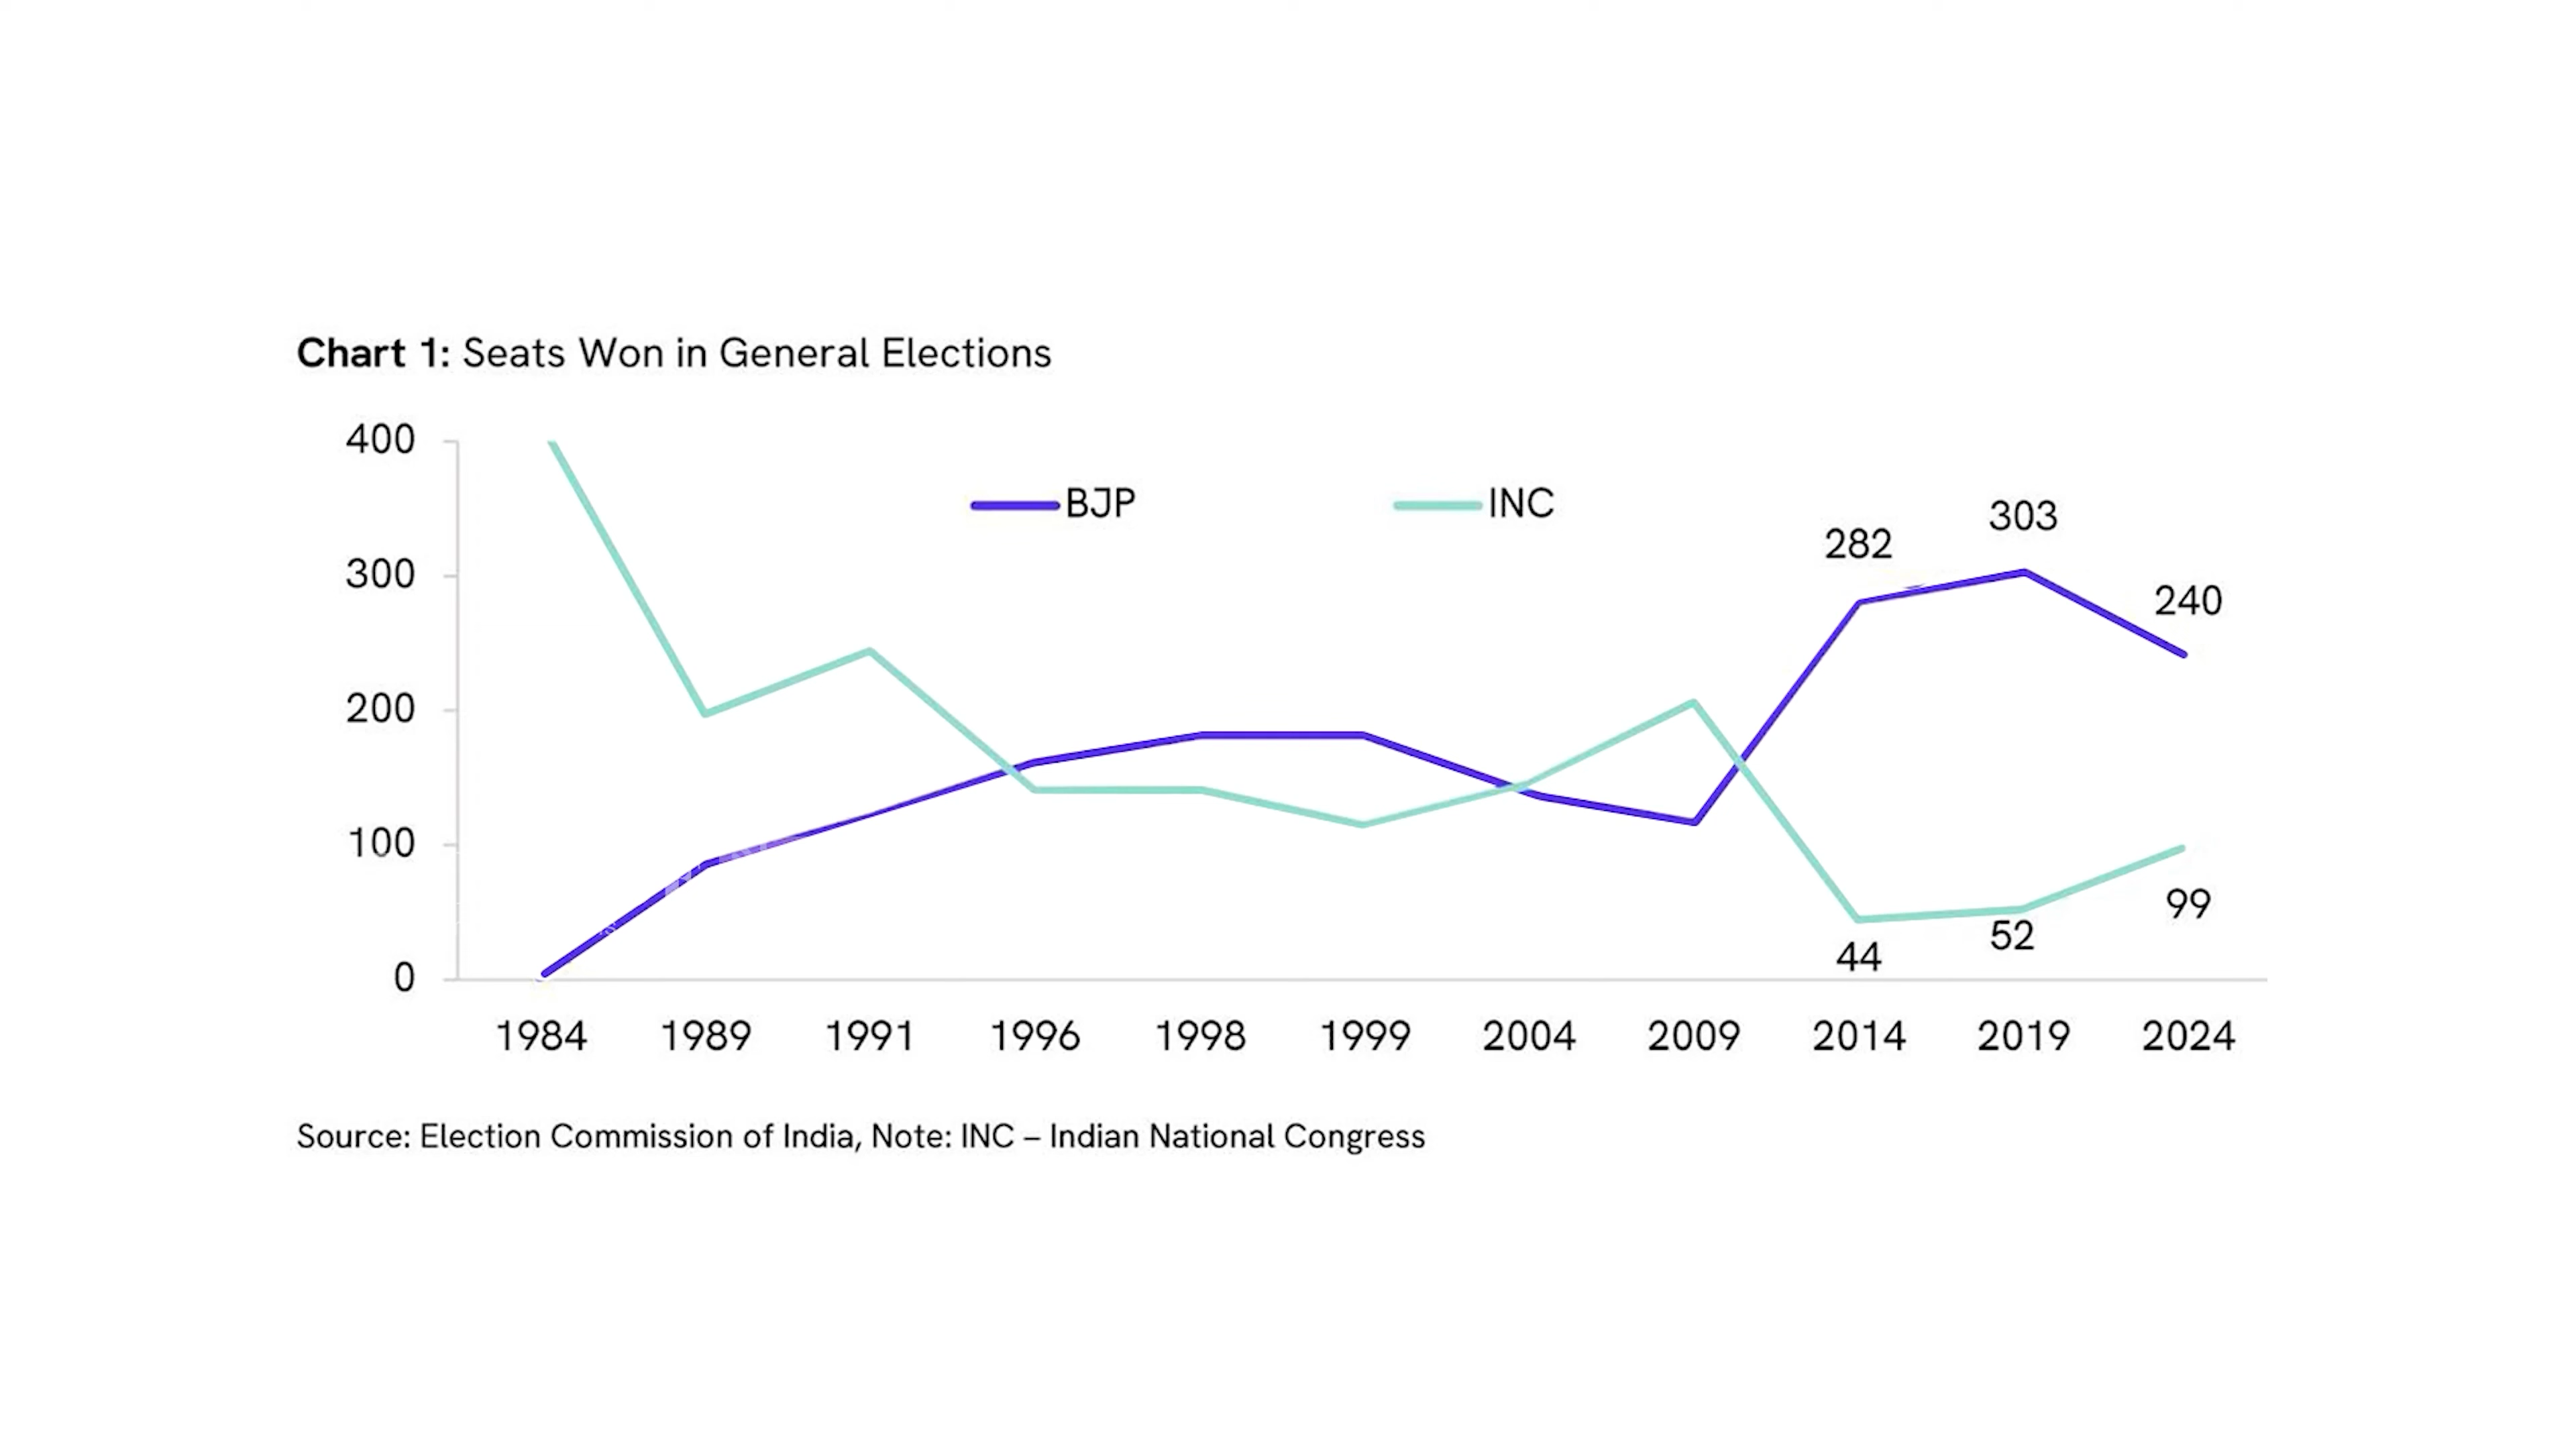 Chart 1: Seats Won in General Elections
400
BJP
INC
303
282
300
240
200
100
99
52
44
0
1984 1989 1991 1996 1998 1999 2004 2009 2014 2019 2024
Source: Election Commission of India, Note: INC – Indian National Congress